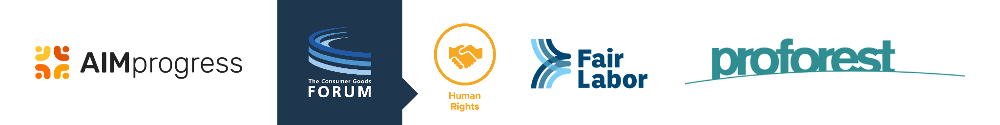 AIMprogress
The Consumer Goods
FORUM
Human
Rights
Fair
Labor
proforest